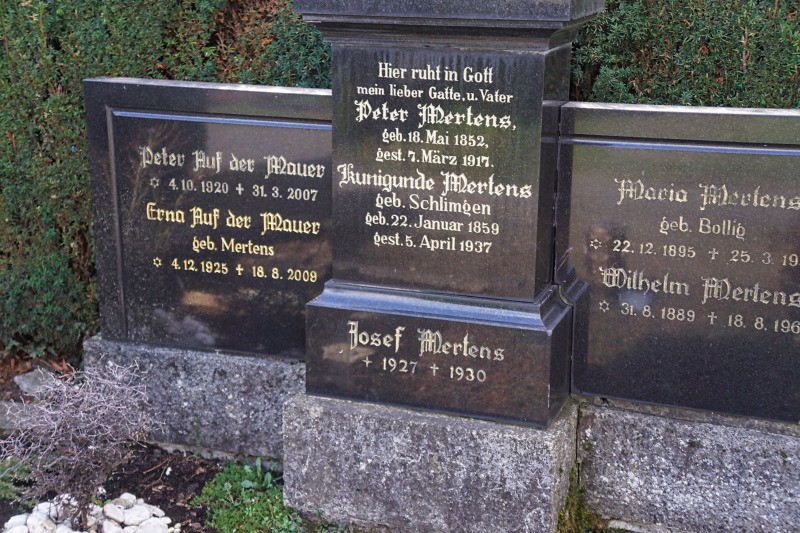 Peter Auf der Mauer
✡ 4.10.1920 ✝ 31.3.2007
Erna Auf der Mauer
geb. Mertens
✡ 4.12.1925 ✝ 18.8.2009
Hier ruht in Gott
mein lieber Gatte, u. Vater
Peter Mertens,
geb. 18. Mai 1852,
gest. 7. März 1917.
Kunigunde Mertens
geb. Schlimgen
geb. 22. Januar 1859
gest. 5. April 1937
Josef Mertens
+ 1927 ✝ 1930
Maria Mertens
geb. Bollig
✡ 22.12.1895 ✝ 25.3.19
Wilhelm Mertens
✡ 31.8.1889 ✝ 18.8.196